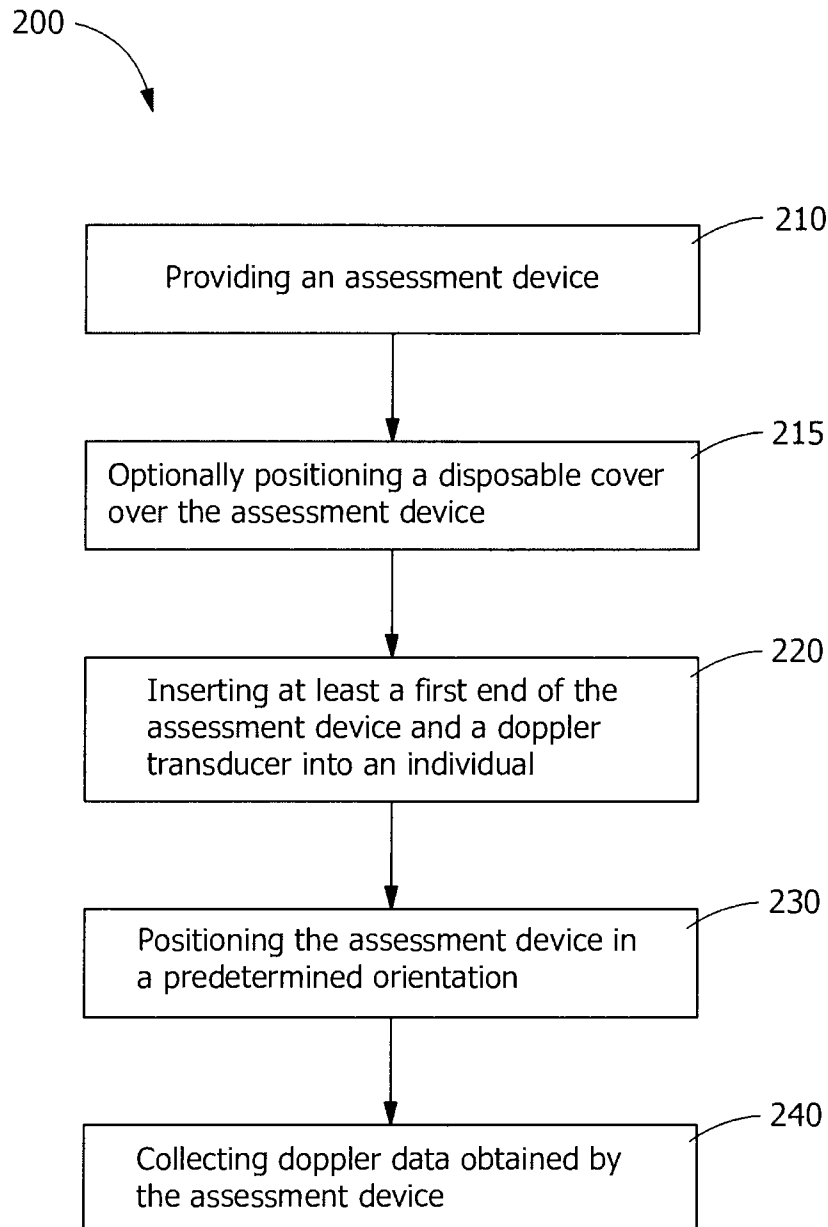 200
210
Providing an assessment device
215
Optionally positioning a disposable cover
over the assessment device
220
Inserting at least a first end of the
assessment device and a doppler
transducer into an individual
230
Positioning the assessment device in
a predetermined orientation
240
Collecting doppler data obtained by
the assessment device